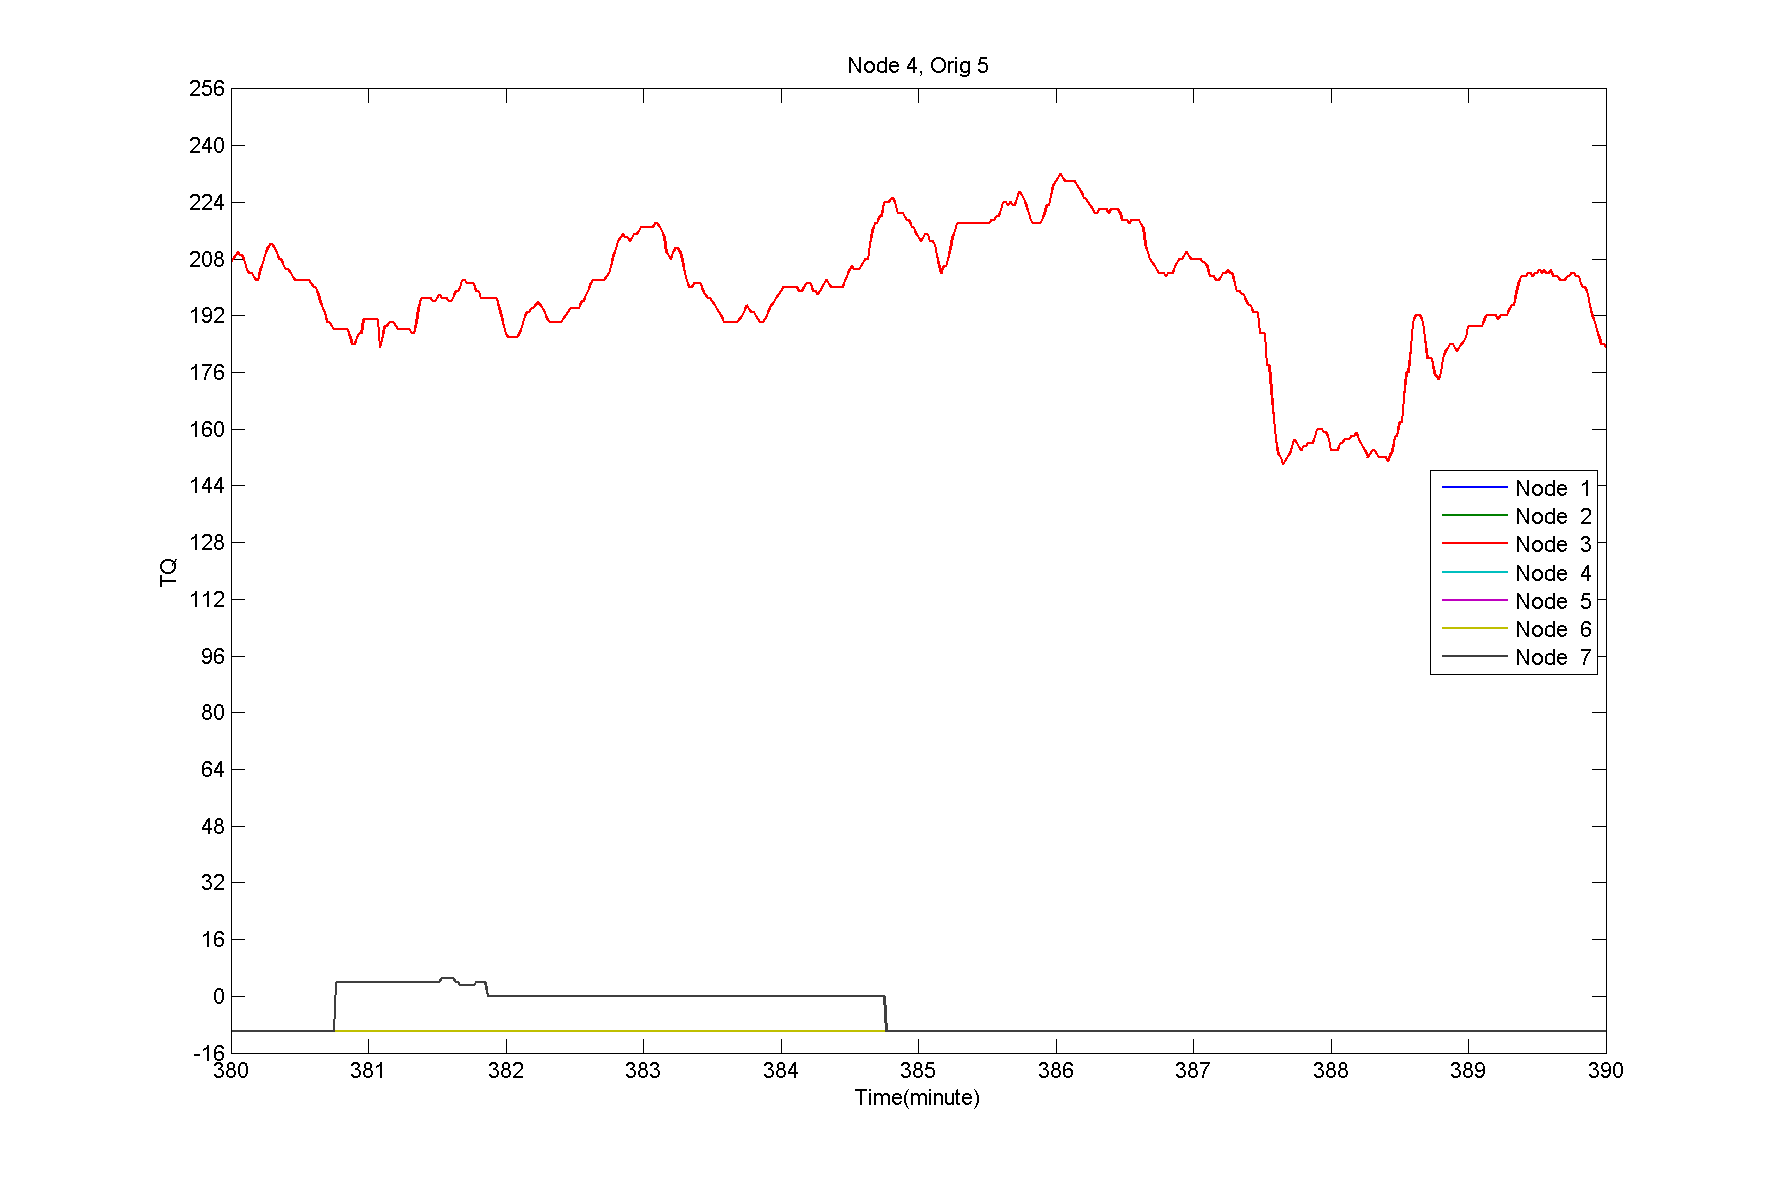 Node 4, Orig 5
256
240
224
208
192
176
160
144
128
112
96
80
64
48
32
16
0
-16
TQ
Node 1
Node 2
Node 3
Node 4
Node 5
Node 6
Node 7
380 381 382 383 384 385 386 387 388 389 390
Time(minute)